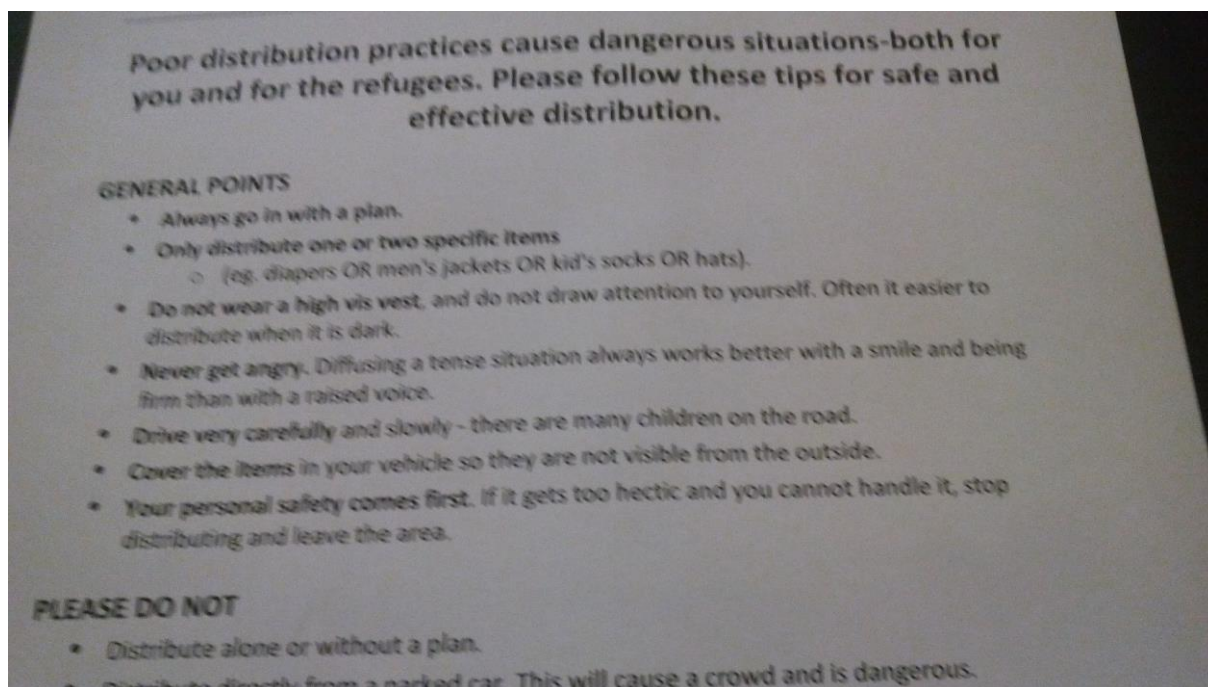 Poor distribution practices cause dangerous situations-both for
you and for the refugees. Please follow these tips for safe and
effective distribution.
GENERAL POINTS
• Always go in with a plan.
• Only distribute one or two specific items
○ (eg. diapers OR men's jackets OR kid's socks OR hats).
• Do not wear a high vis vest, and do not draw attention to yourself. Often it easier to
distribute when it is dark.
• Never get angry. Diffusing a tense situation always works better with a smile and being
firm than with a raised voice.
• Drive very carefully and slowly - there are many children on the road.
• Cover the items in your vehicle so they are not visible from the outside.
• Your personal safety comes first. If it gets too hectic and you cannot handle it, stop
distributing and leave the area.
PLEASE DO NOT
• Distribute alone or without a plan.
• Distribute directly from a parked car. This will cause a crowd and is dangerous.